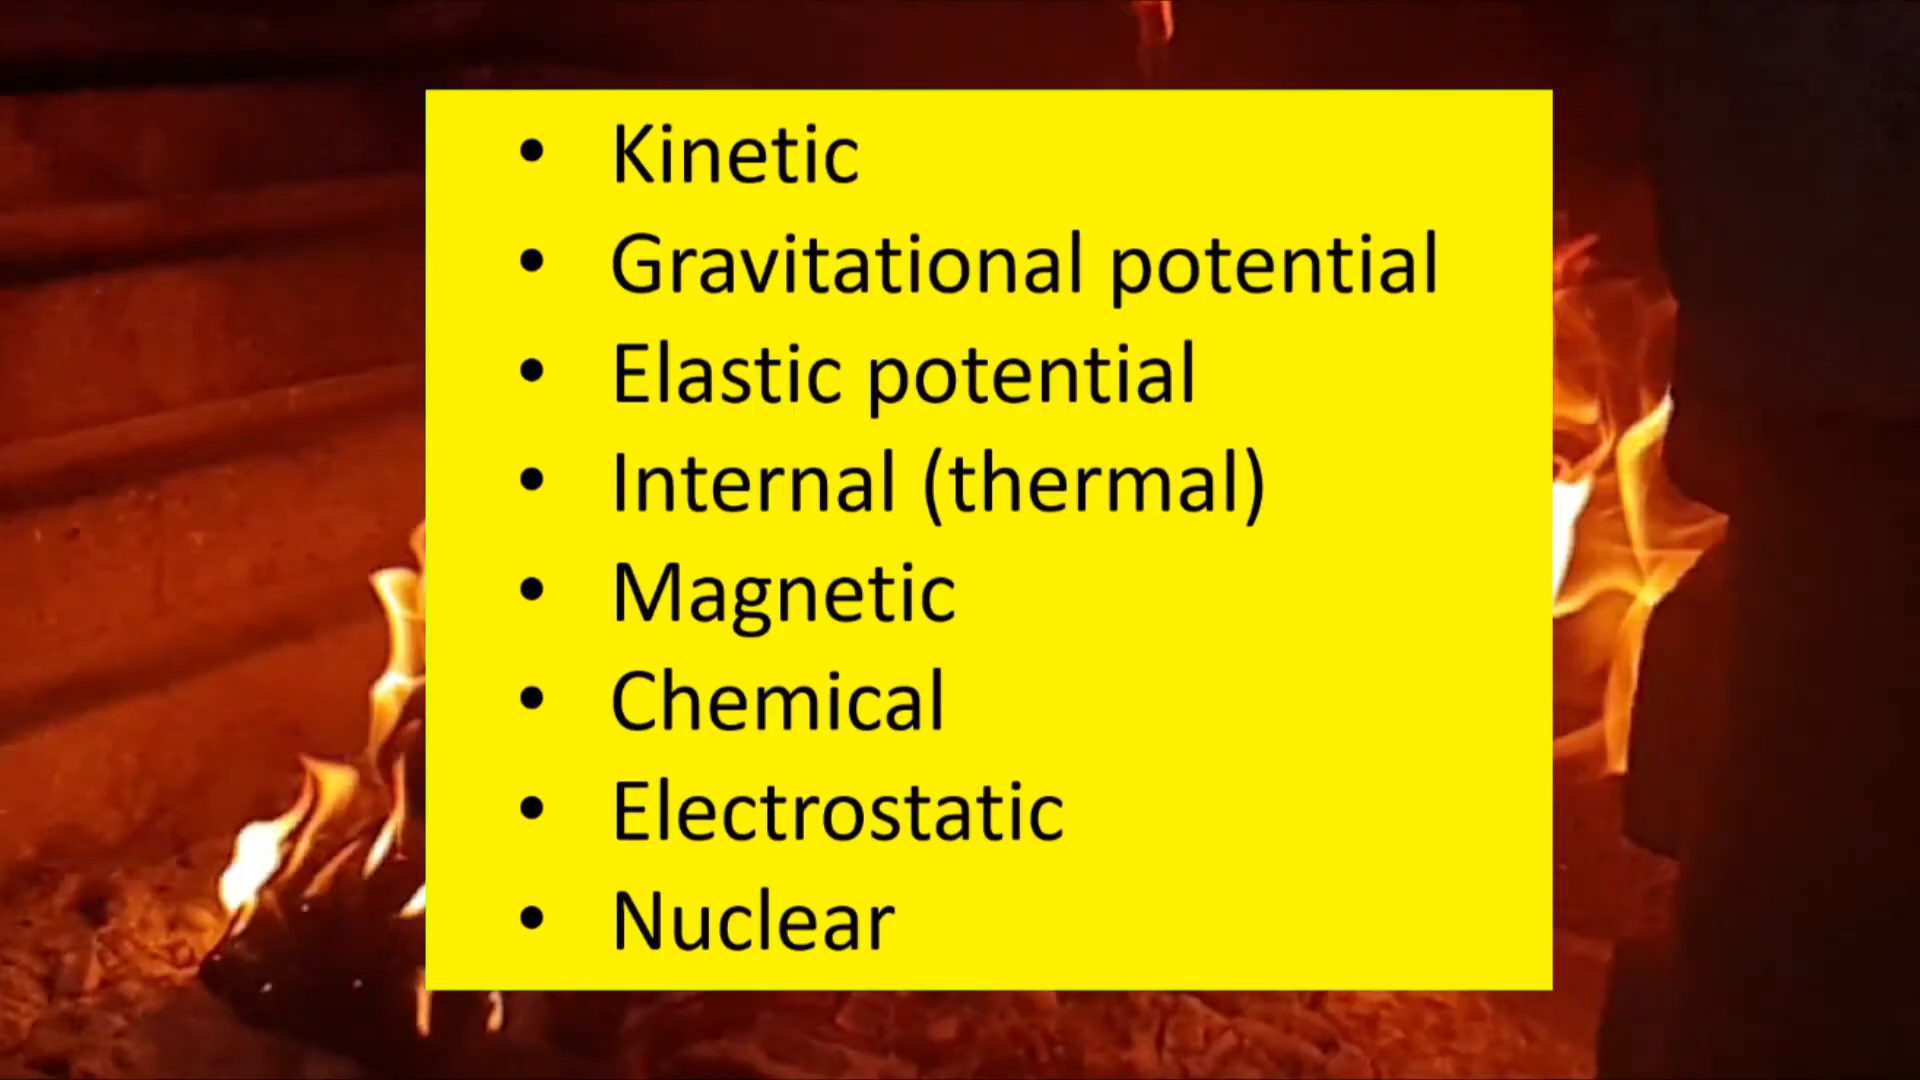 • Kinetic
• Gravitational potential
• Elastic potential
• Internal (thermal)
• Magnetic
• Chemical
• Electrostatic
• Nuclear